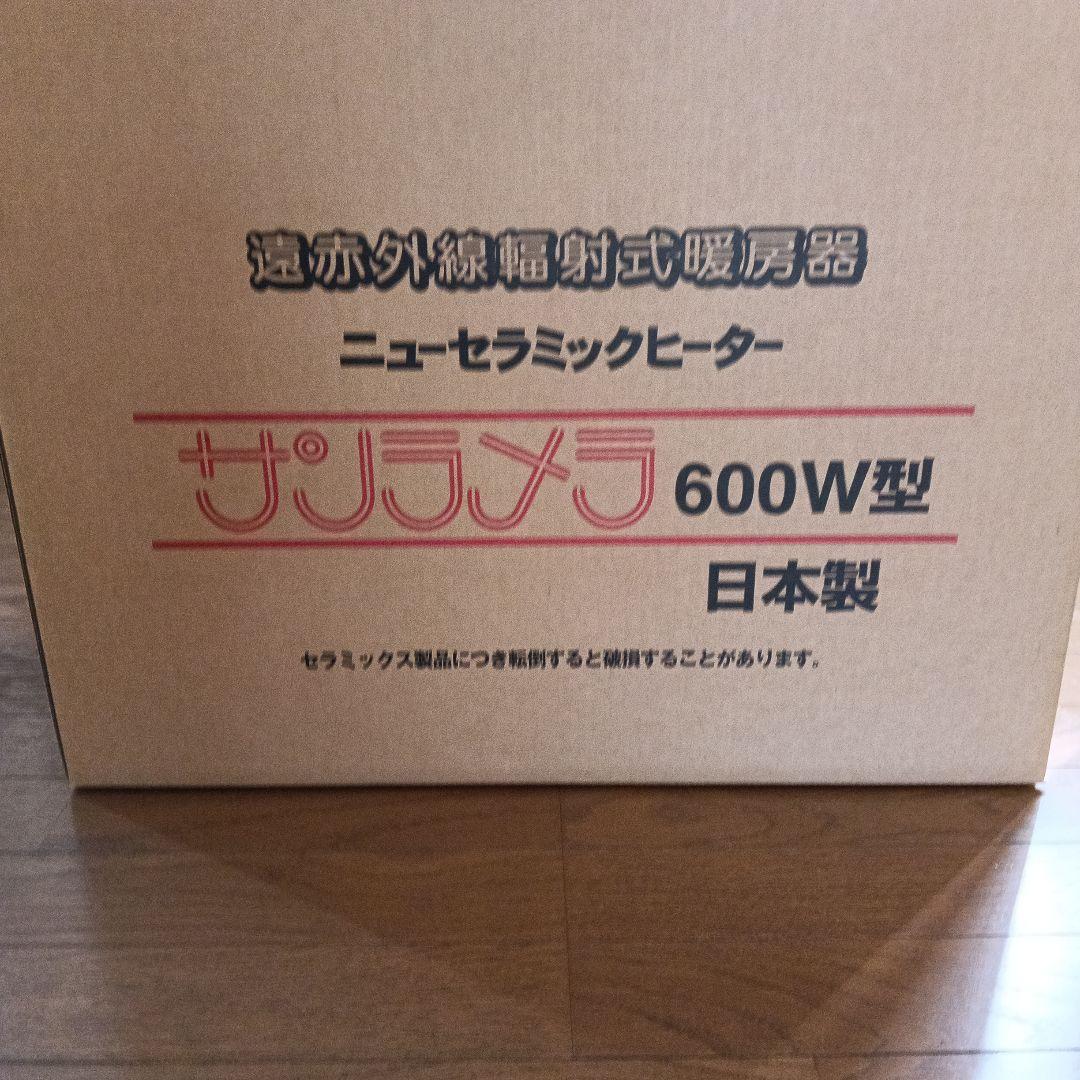 遠赤外線輻射式暖房器
ニューセラミックヒーター
サンラメラ 600W型
日本製
セラミックス製品につき転倒すると破損することがあります。